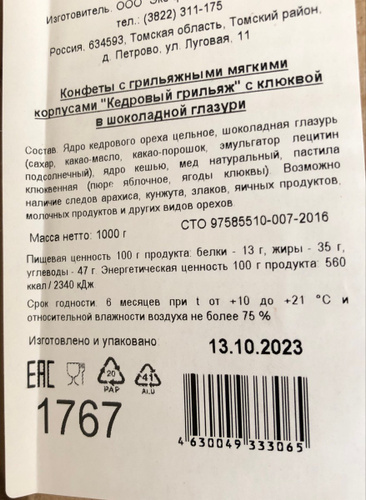 Изготовитель: ООО
тел.: (3822) 311-175
Россия, 634593, Томская область, Томский район,
д. Петрово, ул. Луговая, 11
Конфеты с грильяжными мягкими
корпусами "Кедровый грильяж" с клюквой
в шоколадной глазури
Состав: Ядро кедрового ореха цельное, шоколадная глазурь
(сахар, какао-масло, какао-порошок, эмульгатор лецитин
подсолнечный), ядро кешью, мед натуральный, пастила
клюквенная (пюре яблочное, ягоды клюквы) Возможно
наличие следов арахиса, кунжута, злаков, яичных продуктов,
молочных продуктов и других видов орехов.
СТО 97585510-007-2016
Масса нетто: 1000 г
Пищевая ценность 100 г продукта: белки - 13 г, жиры - 35 г,
углеводы - 47 г. Энергетическая ценность 100 г продукта: 560
ккал / 2340 кДж
Срок годности: 6 месяцев при t от +10 до +21 °С и
относительной влажности воздуха не более 75 %
Изготовлено и упаковано: 13.10.2023
EAC 20 PAP 41 ALU
1767
4 630049 333065